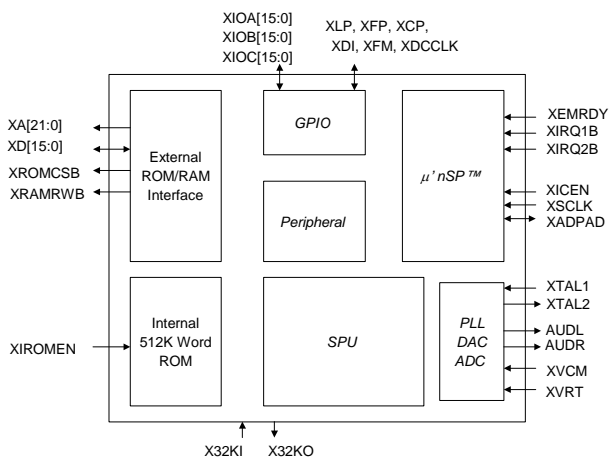 XIOA[15:0]
XIOB[15:0]
XIOC[15:0]
XLP, XFP, XCP,
XDI, XFM, XDCCLK
XA[21:0]
XD[15:0]
XROMCSB
XRAMRWB
External
ROM/RAM
Interface
GPIO
Peripheral
μ'nSP™
XEMRDY
XIRQ1B
XIRQ2B
XICEN
XSCLK
XADPAD
XIROMEN
Internal
512K Word
ROM
SPU
PLL
DAC
ADC
XTAL1
XTAL2
AUDL
AUDR
XVCM
XVRT
X32KI
X32KO